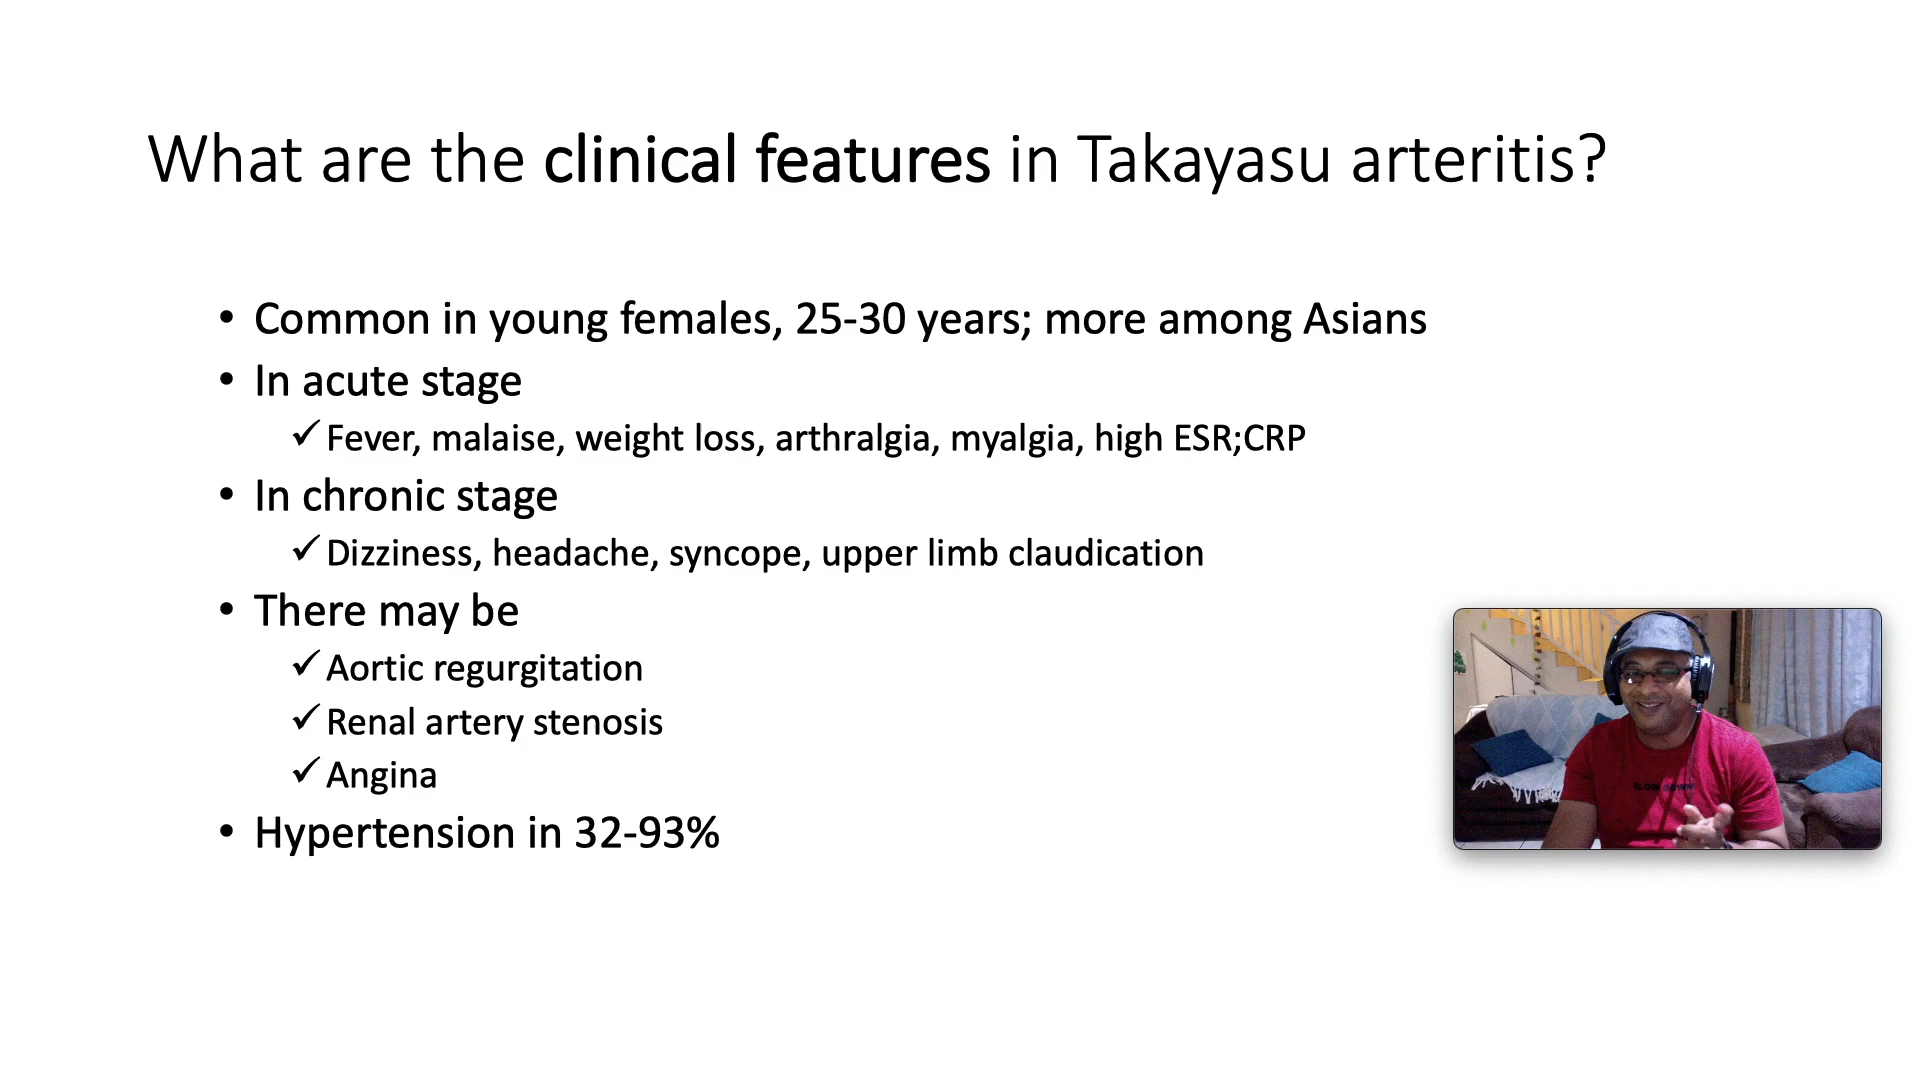 What are the clinical features in Takayasu arteritis?
• Common in young females, 25-30 years; more among Asians
• In acute stage
✓ Fever, malaise, weight loss, arthralgia, myalgia, high ESR;CRP
• In chronic stage
✓ Dizziness, headache, syncope, upper limb claudication
• There may be
✓ Aortic regurgitation
✓ Renal artery stenosis
✓ Angina
• Hypertension in 32-93%
SLOW DOWN